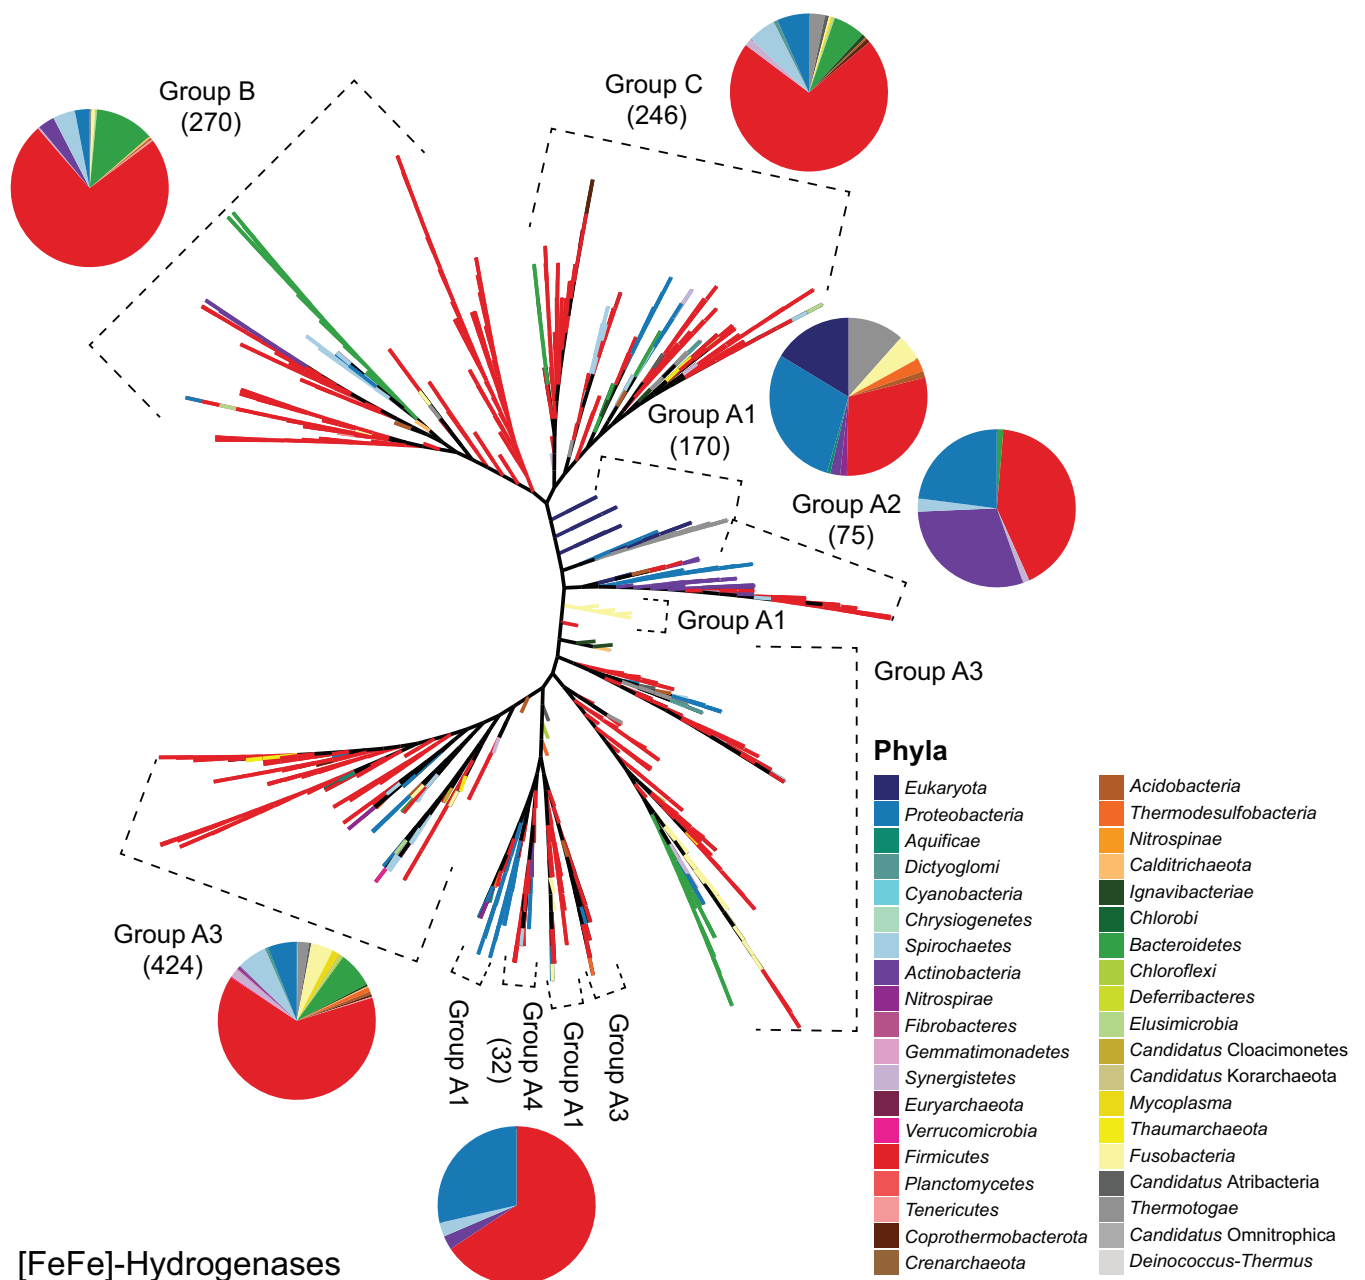 Group B
(270)
Group C
(246)
Group A1
(170)
Group A2
(75)
Group A1
Group A3
Group A3
(424)
Group A1
(32)
Group A4
Group A1
Group A3
Phyla
Eukaryota
Proteobacteria
Aquificae
Dictyoglomi
Cyanobacteria
Chrysiogenetes
Spirochaetes
Actinobacteria
Nitrospirae
Fibrobacteres
Gemmatimonadetes
Synergistetes
Euryarchaeota
Verrucomicrobia
Firmicutes
Planctomycetes
Tenericutes
Coprothermobacterota
Crenarchaeota
Acidobacteria
Thermodesulfobacteria
Nitrospinae
Calditrichaeota
Ignavibacteriae
Chlorobi
Bacteroidetes
Chloroflexi
Deferribacteres
Elusimicrobia
Candidatus Cloacimonetes
Candidatus Korarchaeota
Mycoplasma
Thaumarchaeota
Fusobacteria
Candidatus Atribacteria
Thermotogae
Candidatus Omnitrophica
Deinococcus-Thermus
[FeFe]-Hydrogenases